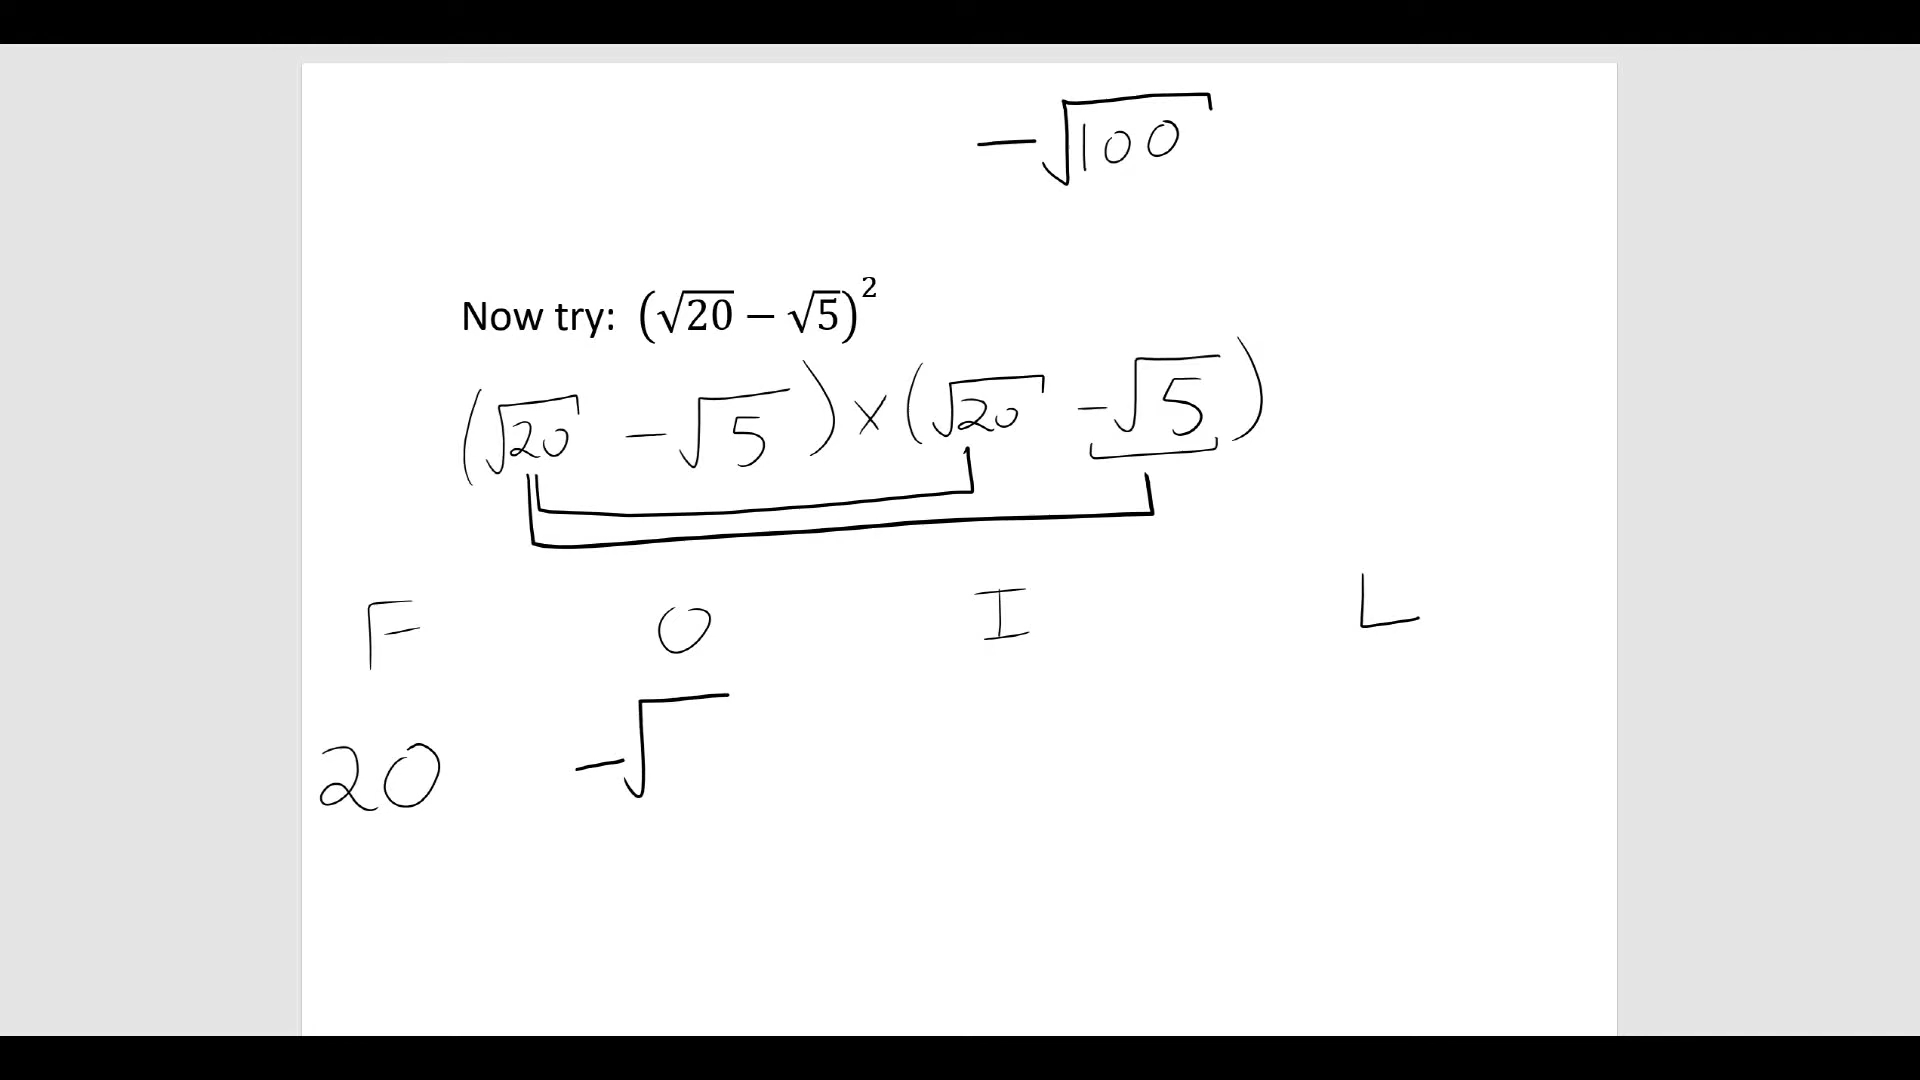 -√100
Now try: (√20 − √5)²
(√20 - √5) × (√20 - √5)
F O I L
20 -√